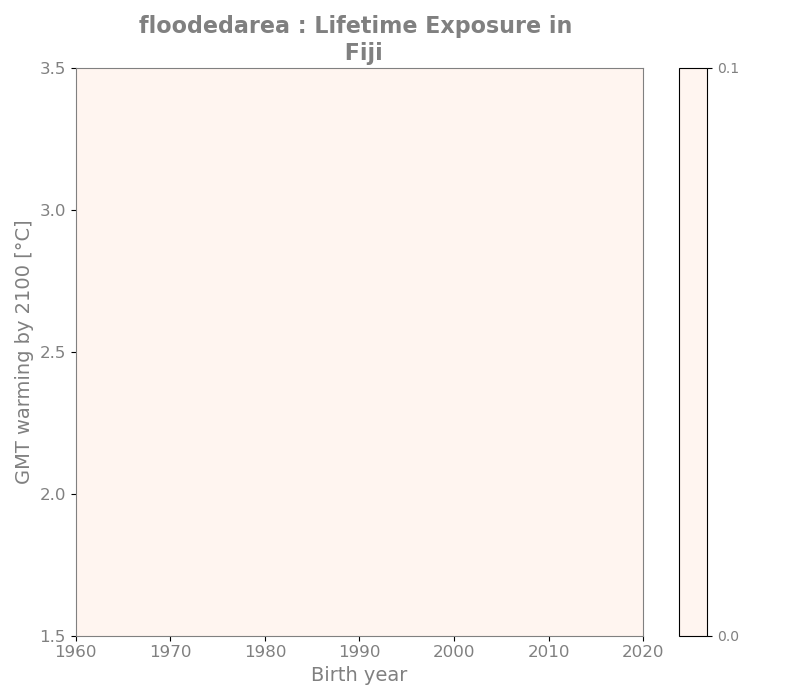 floodedarea : Lifetime Exposure in
Fiji
3.5
3.0
2.5
2.0
1.5
GMT warming by 2100 [°C]
1960 1970 1980 1990 2000 2010 2020
Birth year
0.1
0.0